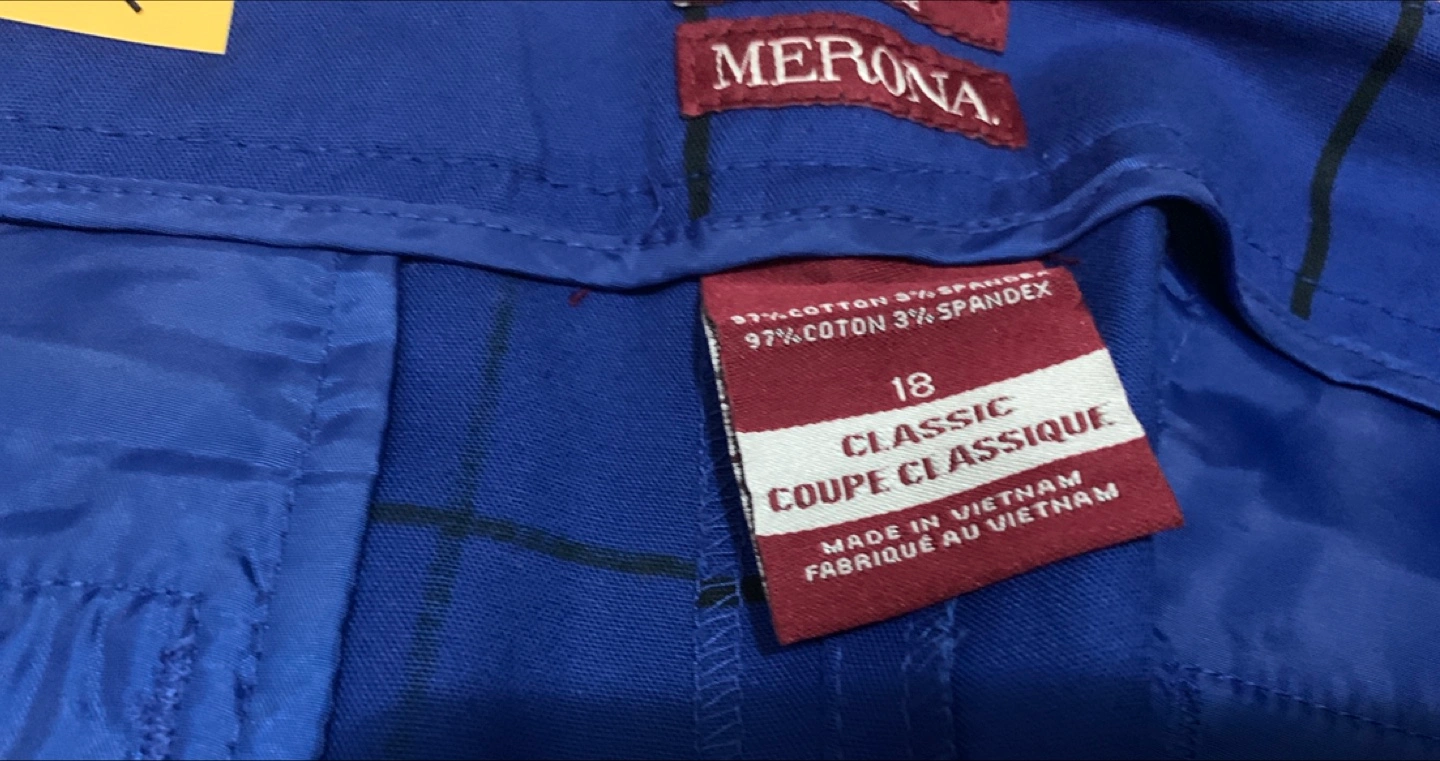 MERONA.
97% COTTON 3% SPANDEX
97% COTON 3% SPANDEX
18
CLASSIC
COUPE CLASSIQUE
MADE IN VIETNAM
FABRIQUÉ AU VIETNAM